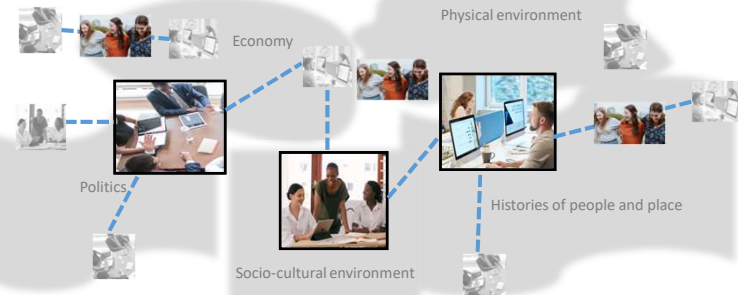 Physical environment
Economy
Politics
Histories of people and place
Socio-cultural environment